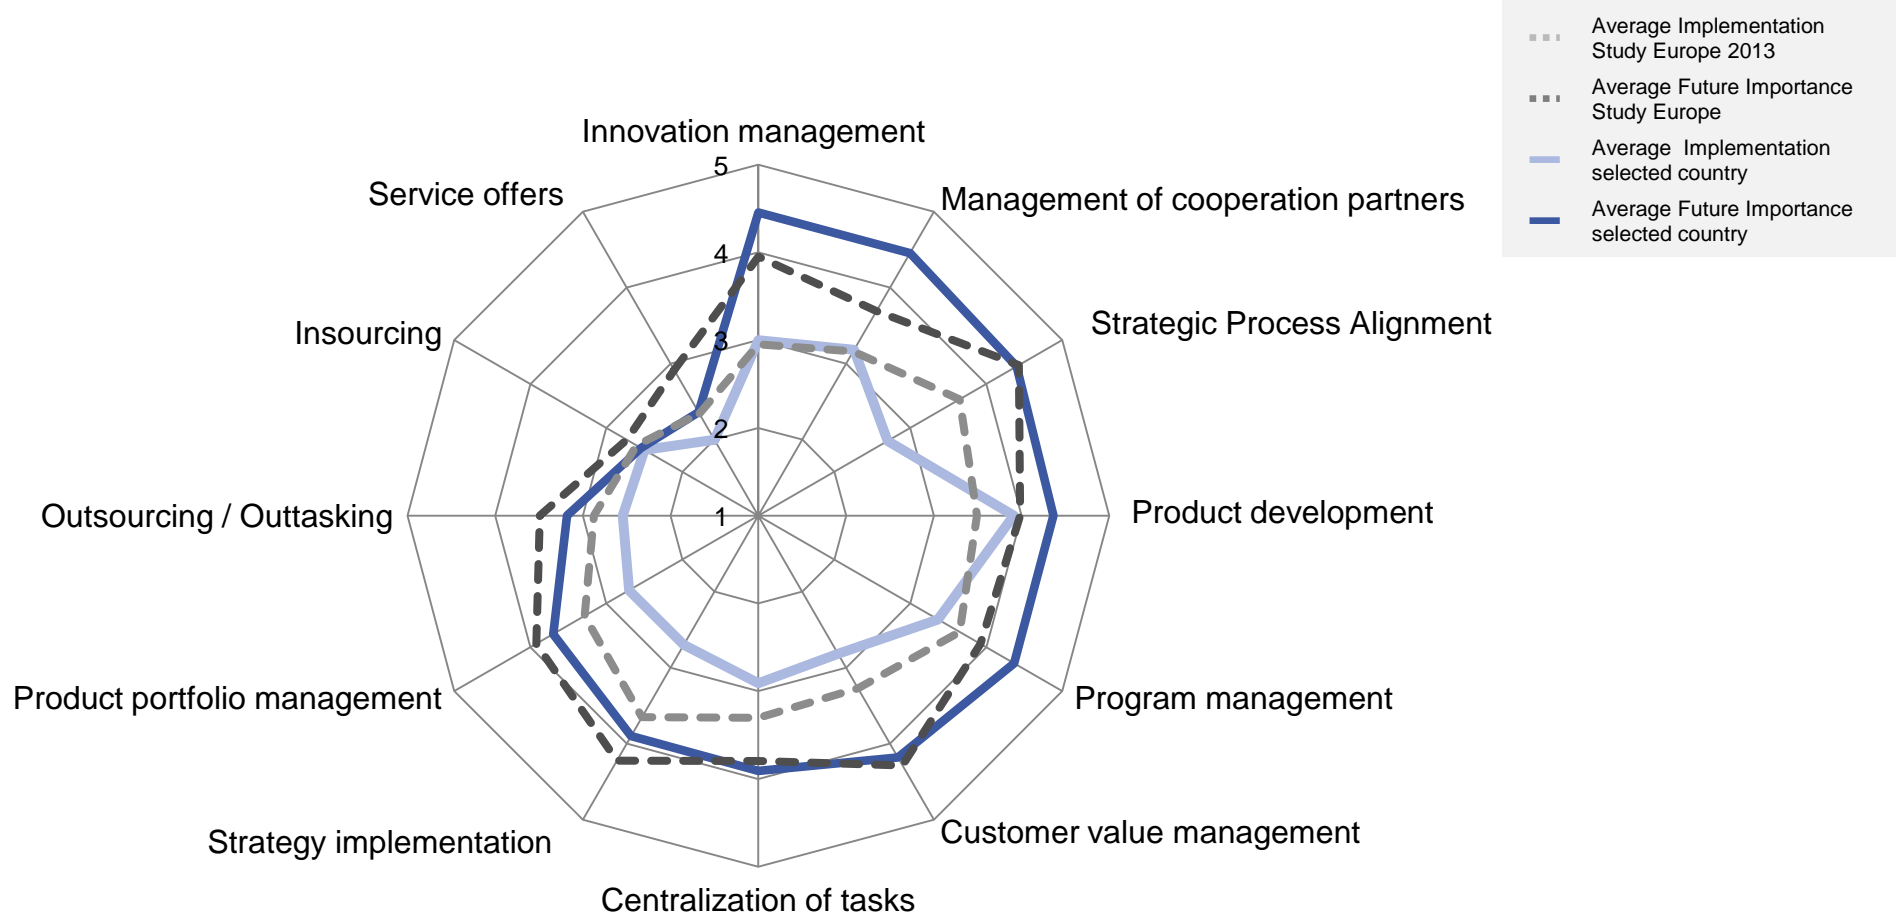 Average Implementation
Study Europe 2013
Average Future Importance
Study Europe
Average Implementation
selected country
Average Future Importance
selected country
Innovation management
5
Service offers
Management of cooperation partners
4
Strategic Process Alignment
Insourcing
3
2
Outsourcing / Outtasking
1
Product development
Product portfolio management
Program management
Strategy implementation
Customer value management
Centralization of tasks